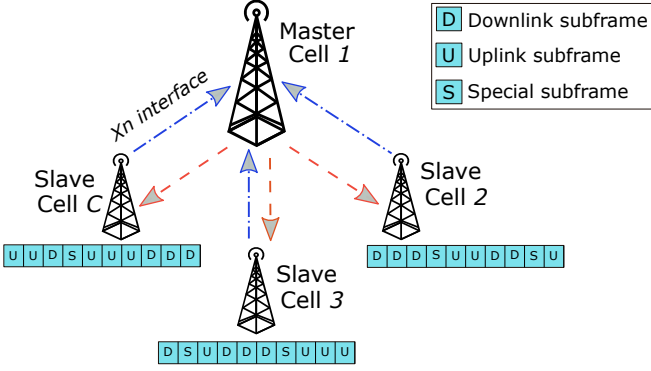 Master
Cell 1
D Downlink subframe
U Uplink subframe
S Special subframe
Xn interface
Slave
Cell C
Slave
Cell 2
U U D S U U U D D D
D D D S U U D D S U
Slave
Cell 3
D S U D D D S U U U